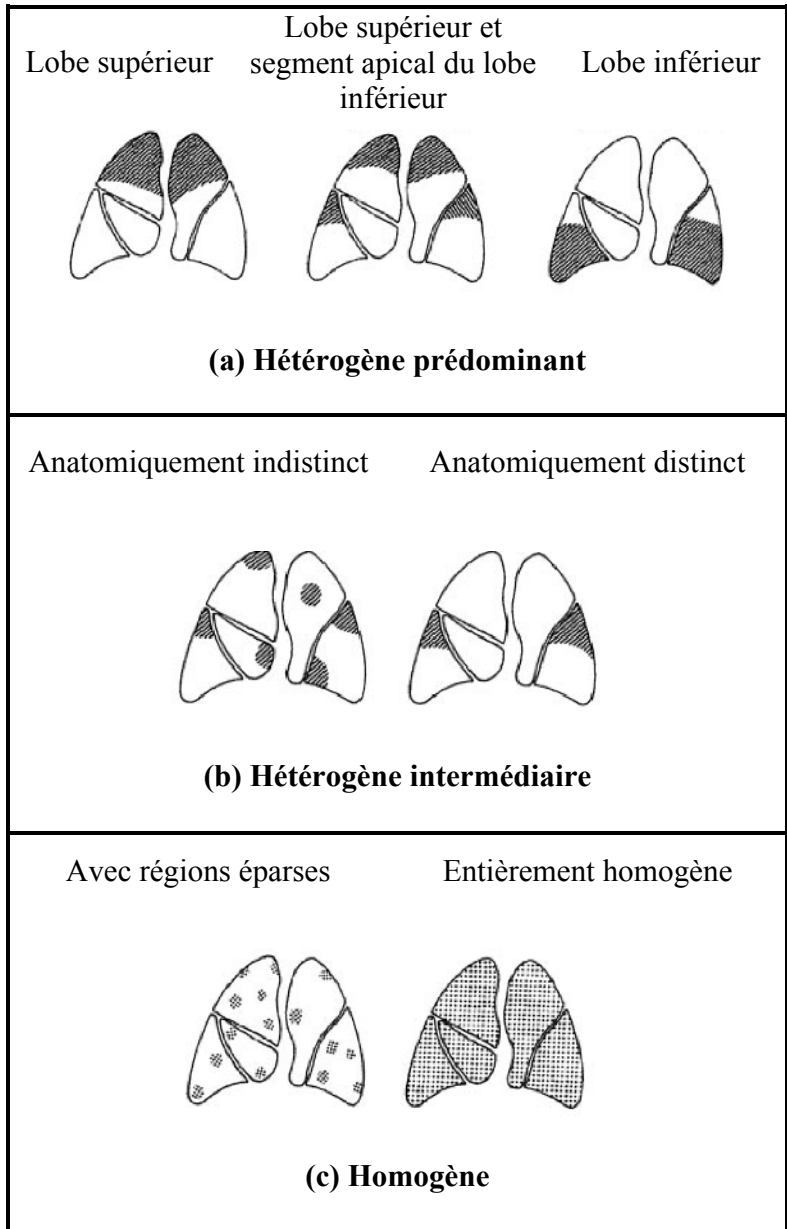 Lobe supérieur
Lobe supérieur et
segment apical du lobe
inférieur
Lobe inférieur
(a) Hétérogène prédominant
Anatomiquement indistinct
Anatomiquement distinct
(b) Hétérogène intermédiaire
Avec régions éparses
Entièrement homogène
(c) Homogène